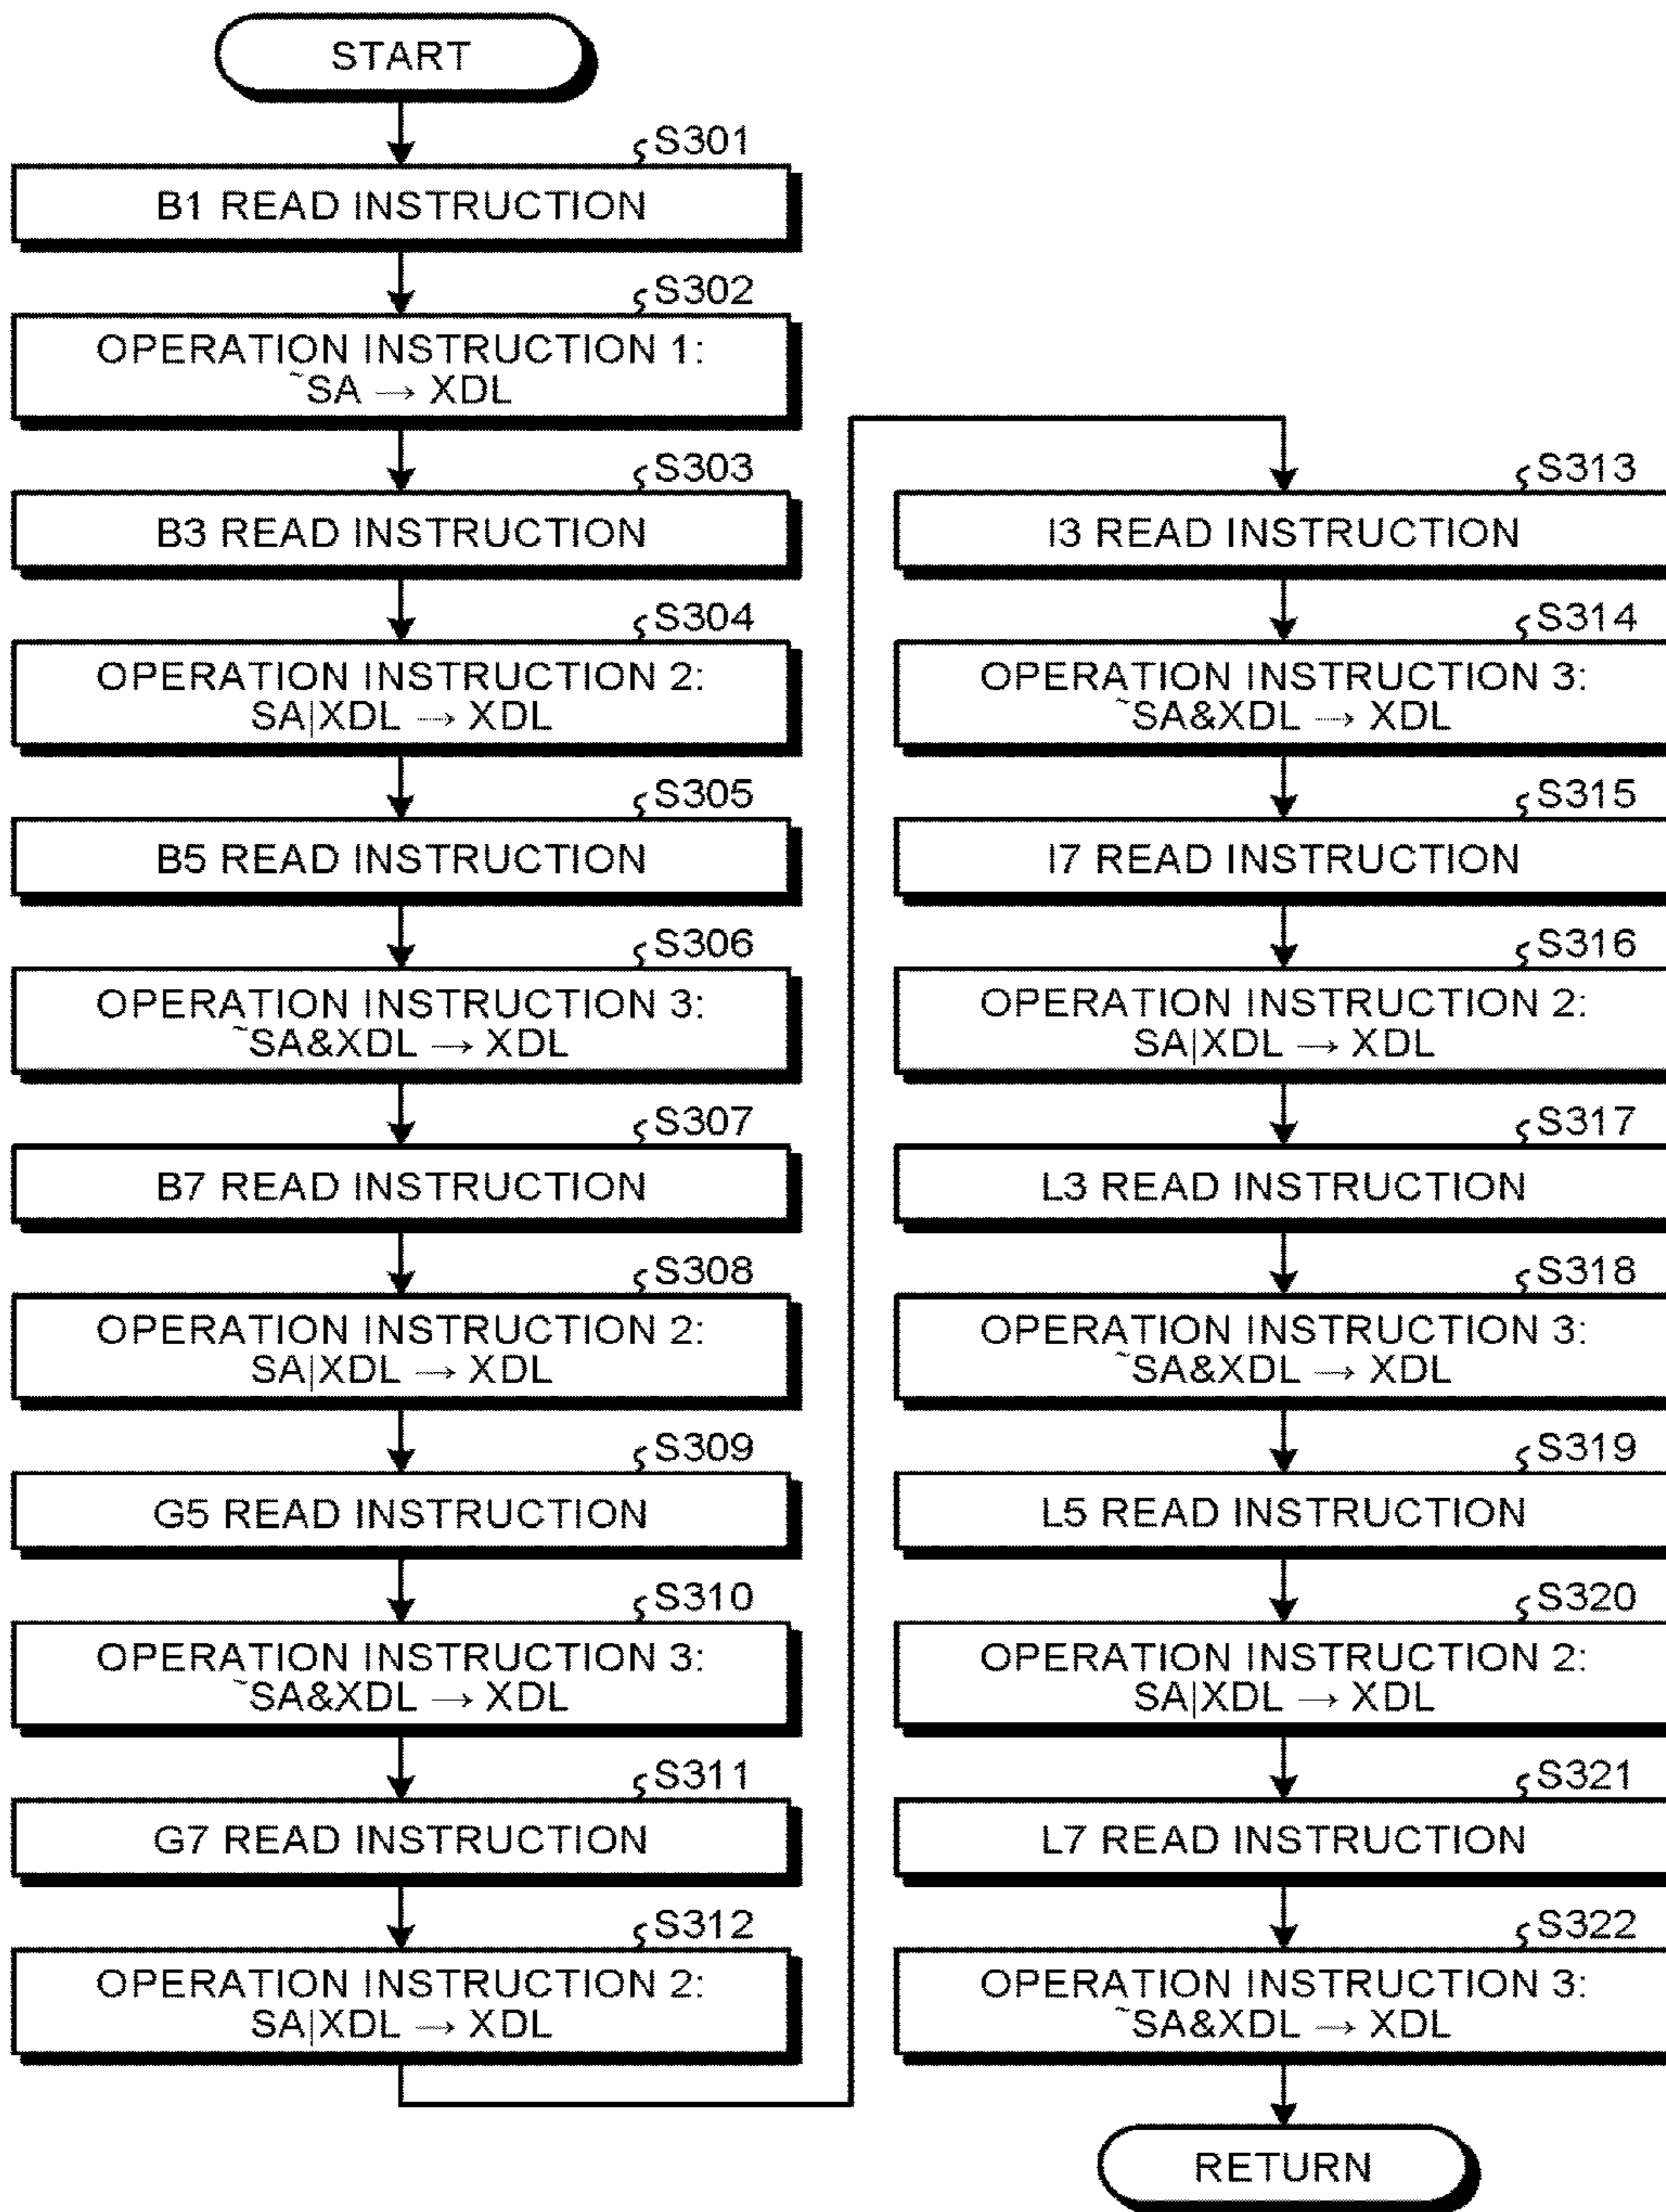 START
S301
B1 READ INSTRUCTION
S302
OPERATION INSTRUCTION 1:
~SA → XDL
S303
B3 READ INSTRUCTION
S304
OPERATION INSTRUCTION 2:
SA|XDL → XDL
S305
B5 READ INSTRUCTION
S306
OPERATION INSTRUCTION 3:
~SA&XDL → XDL
S307
B7 READ INSTRUCTION
S308
OPERATION INSTRUCTION 2:
SA|XDL → XDL
S309
G5 READ INSTRUCTION
S310
OPERATION INSTRUCTION 3:
~SA&XDL → XDL
S311
G7 READ INSTRUCTION
S312
OPERATION INSTRUCTION 2:
SA|XDL → XDL
S313
I3 READ INSTRUCTION
S314
OPERATION INSTRUCTION 3:
~SA&XDL → XDL
S315
I7 READ INSTRUCTION
S316
OPERATION INSTRUCTION 2:
SA|XDL → XDL
S317
L3 READ INSTRUCTION
S318
OPERATION INSTRUCTION 3:
~SA&XDL → XDL
S319
L5 READ INSTRUCTION
S320
OPERATION INSTRUCTION 2:
SA|XDL → XDL
S321
L7 READ INSTRUCTION
S322
OPERATION INSTRUCTION 3:
~SA&XDL → XDL
RETURN